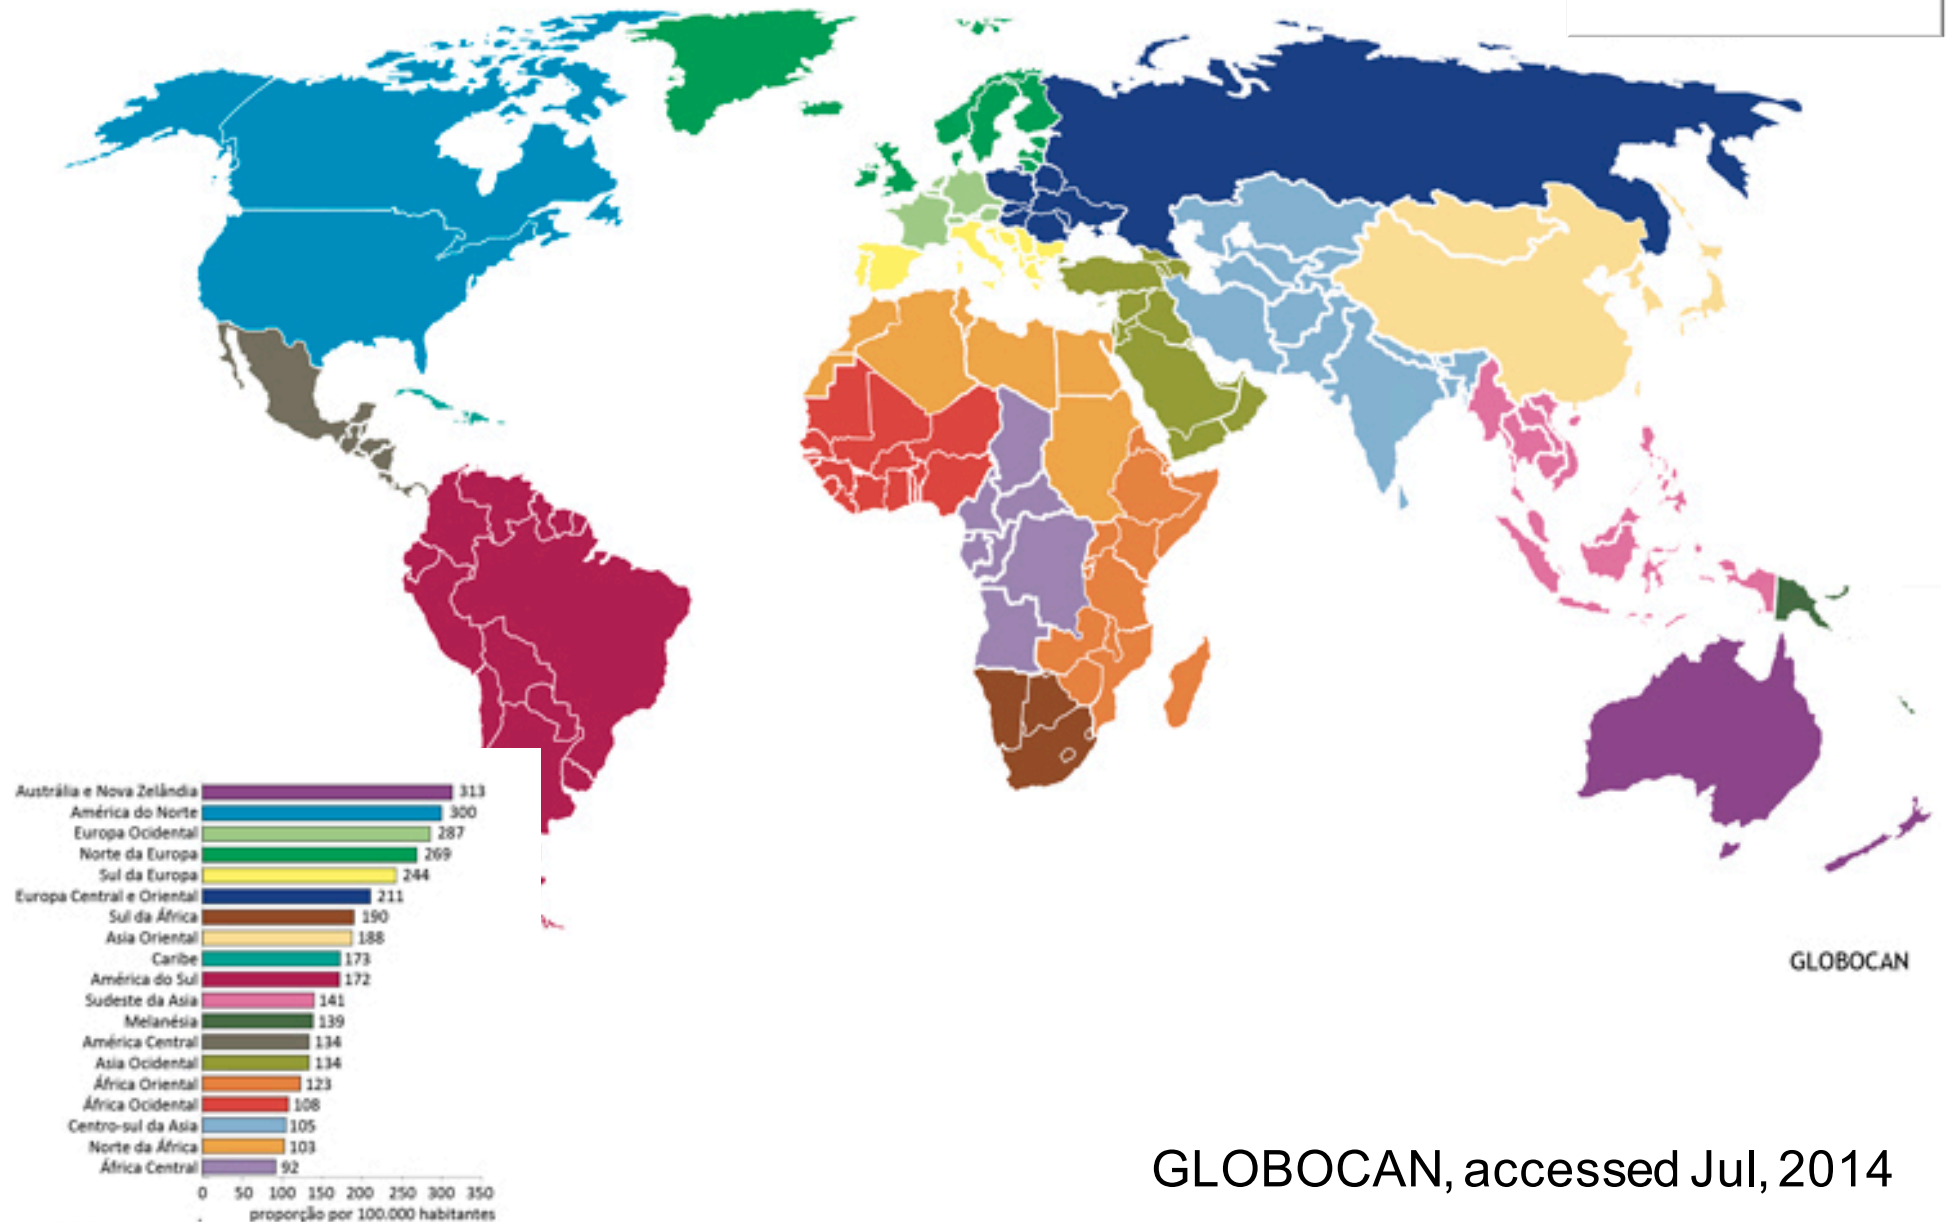 Austrália e Nova Zelândia 313
América do Norte 300
Europa Ocidental 287
Norte da Europa 269
Sul da Europa 244
Europa Central e Oriental 211
Sul da África 190
Asia Oriental 188
Caribe 173
América do Sul 172
Sudeste da Asia 141
Melanésia 139
América Central 134
Asia Ocidental 134
África Oriental 123
África Ocidental 108
Centro-sul da Asia 105
Norte da África 103
África Central 92
0 50 100 150 200 250 300 350
proporção por 100.000 habitantes
GLOBOCAN
GLOBOCAN, accessed Jul, 2014